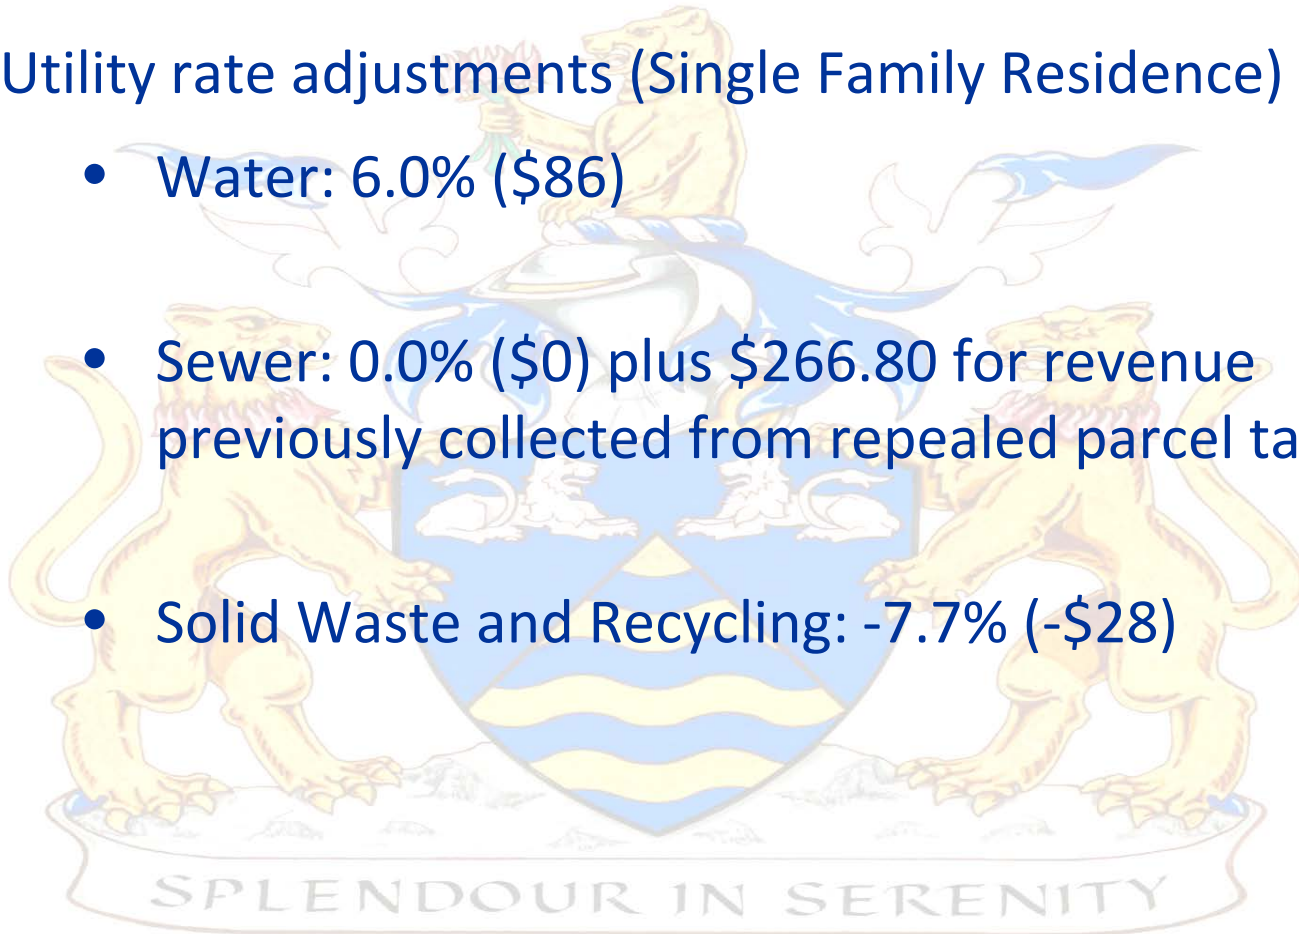 Utility rate adjustments (Single Family Residence)
• Water: 6.0% ($86)
• Sewer: 0.0% ($0) plus $266.80 for revenue
previously collected from repealed parcel ta
• Solid Waste and Recycling: -7.7% (-$28)
SPLENDOUR IN SERENITY